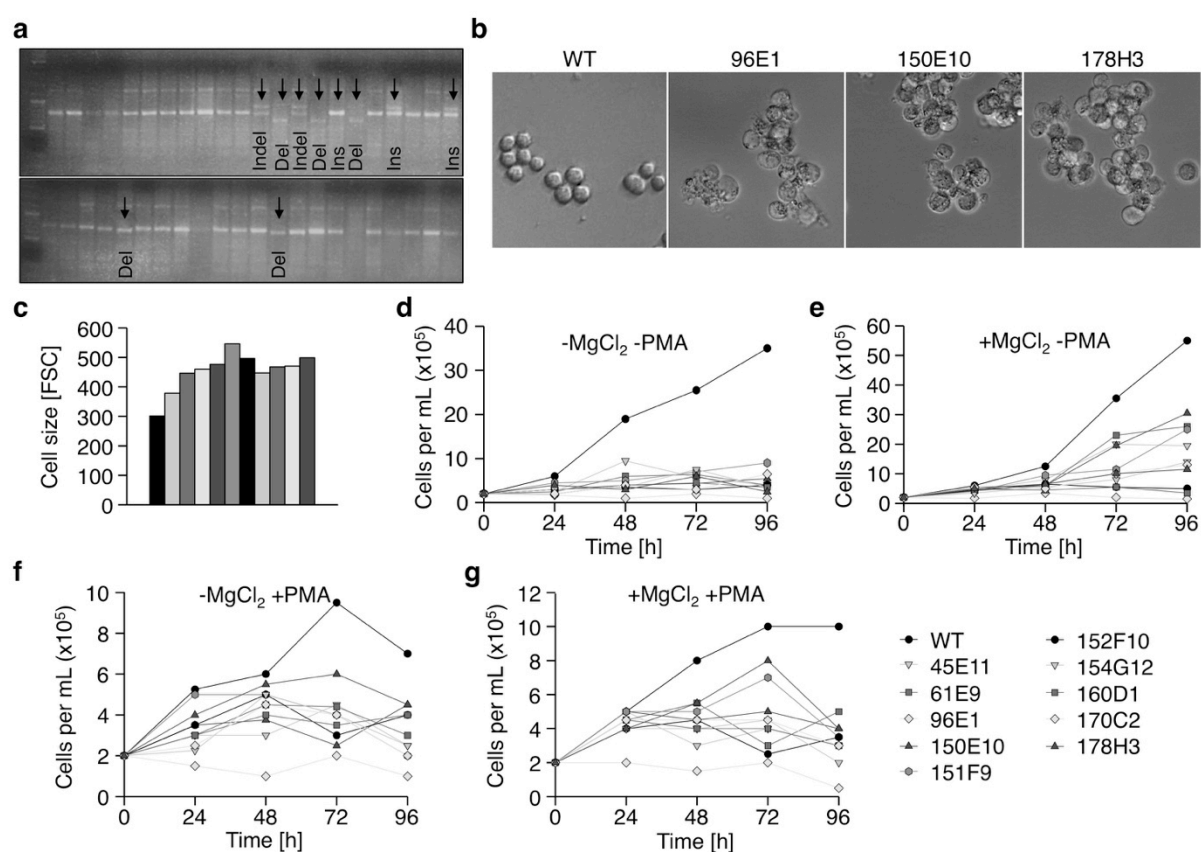 a
Indel
Del
Indel
Del
Ins
Del
Ins
Ins
Del
Del
b
WT
96E1
150E10
178H3
c
Cell size [FSC]
600
500
400
300
200
100
0
d
-MgCl₂ -PMA
Cells per mL (x10⁵)
40
30
20
10
0
0 24 48 72 96
Time [h]
e
+MgCl₂ -PMA
Cells per mL (x10⁵)
60
50
40
30
20
10
0
0 24 48 72 96
Time [h]
f
-MgCl₂ +PMA
Cells per mL (x10⁵)
10
8
6
4
2
0
0 24 48 72 96
Time [h]
g
+MgCl₂ +PMA
Cells per mL (x10⁵)
10
8
6
4
2
0
0 24 48 72 96
Time [h]
WT
45E11
61E9
96E1
150E10
151F9
152F10
154G12
160D1
170C2
178H3